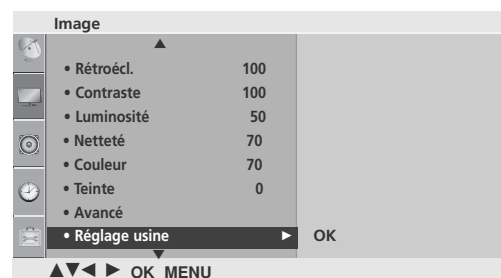 Image
▲
• Rétroécl. 100
• Contraste 100
• Luminosité 50
• Netteté 70
• Couleur 70
• Teinte 0
• Avancé
• Réglage usine ► OK
▼
▲▼◄ ► OK MENU